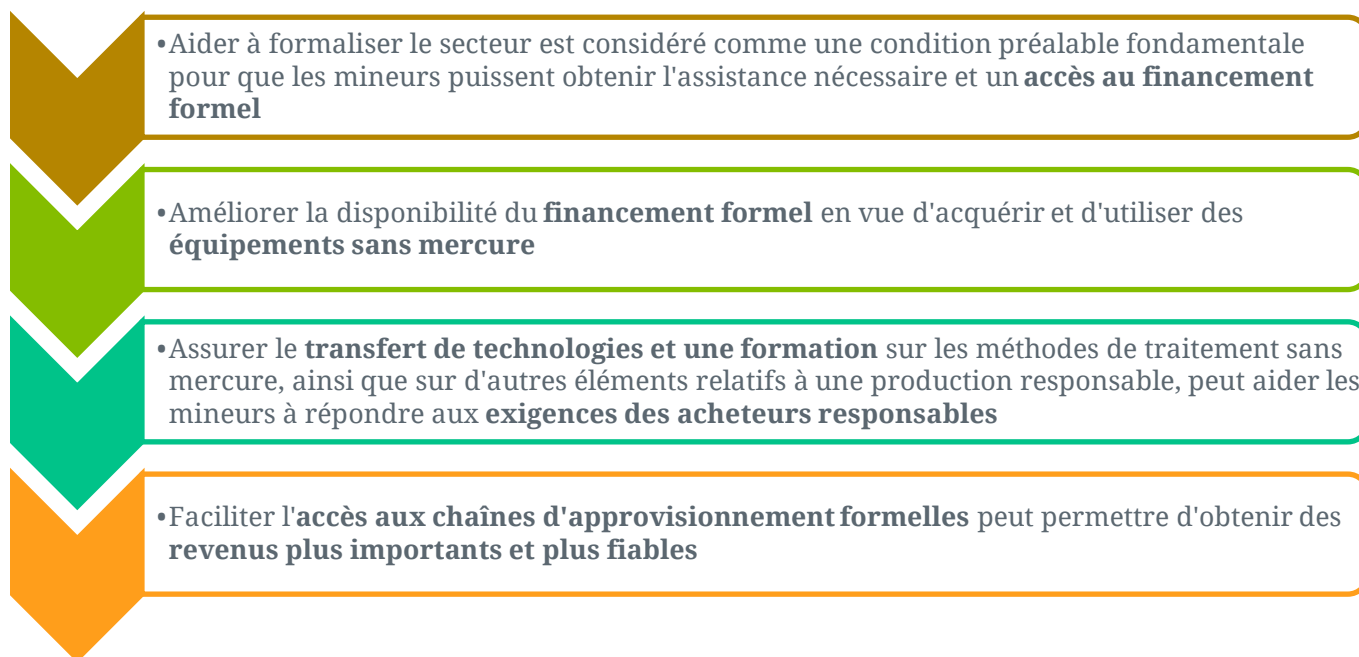 •Aider à formaliser le secteur est considéré comme une condition préalable fondamentale
pour que les mineurs puissent obtenir l'assistance nécessaire et un accès au financement
formel
•Améliorer la disponibilité du financement formel en vue d'acquérir et d'utiliser des
équipements sans mercure
•Assurer le transfert de technologies et une formation sur les méthodes de traitement sans
mercure, ainsi que sur d'autres éléments relatifs à une production responsable, peut aider les
mineurs à répondre aux exigences des acheteurs responsables
•Faciliter l'accès aux chaînes d'approvisionnement formelles peut permettre d'obtenir des
revenus plus importants et plus fiables